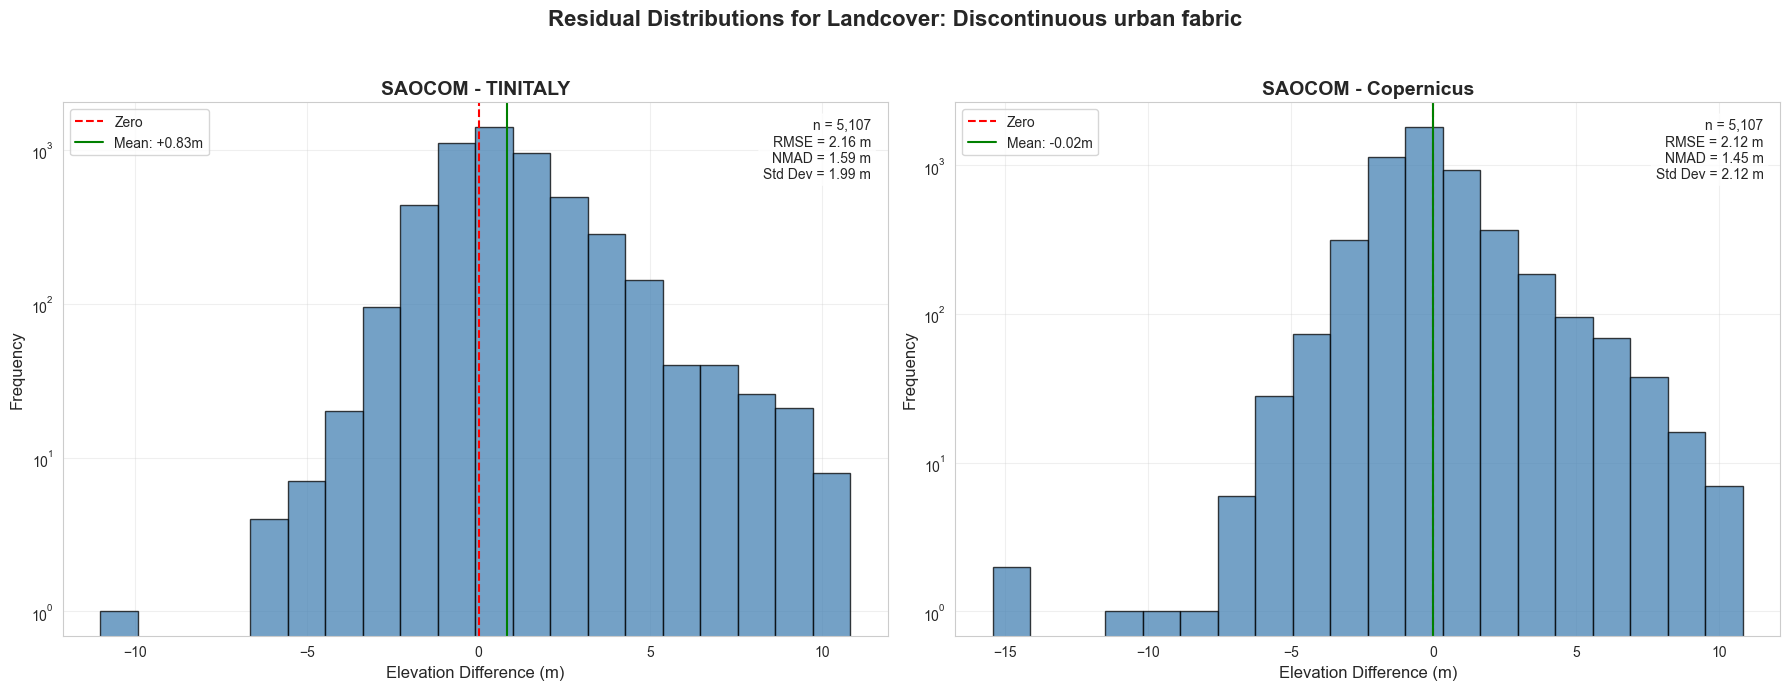 Residual Distributions for Landcover: Discontinuous urban fabric
SAOCOM - TINITALY
Zero
Mean: +0.83m
n = 5,107
RMSE = 2.16 m
NMAD = 1.59 m
Std Dev = 1.99 m
Frequency
10³
10²
10¹
10⁰
−10
−5
0
5
10
Elevation Difference (m)
SAOCOM - Copernicus
Zero
Mean: -0.02m
n = 5,107
RMSE = 2.12 m
NMAD = 1.45 m
Std Dev = 2.12 m
Frequency
10³
10²
10¹
10⁰
−15
−10
−5
0
5
10
Elevation Difference (m)